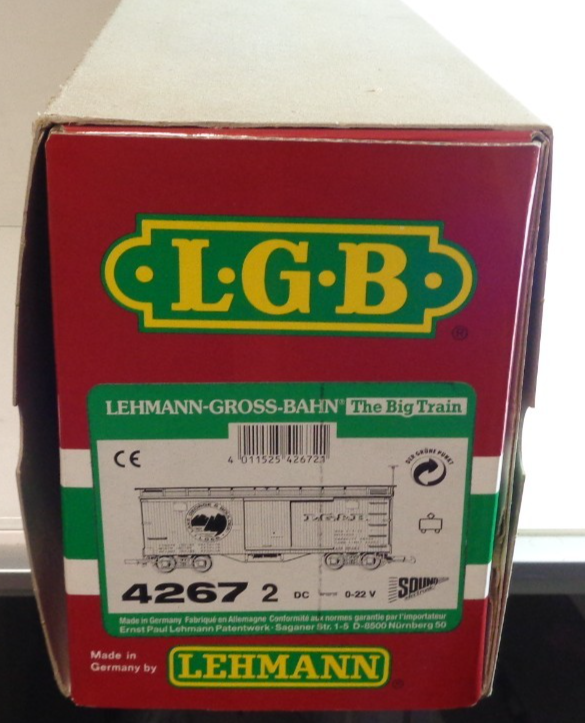 L·G·B
®
LEHMANN-GROSS-BAHN® The Big Train
CE
4 011525 426723
DER GRÜNE PUNKT
4267 2 DC 0-22 V SOUND
Made in Germany Fabriqué en Allemagne Conformité aux normes garantie par l'importateur
Ernst Paul Lehmann Patentwerk · Saganer Str. 1-5 D-8500 Nürnberg 50
Made in
Germany by
LEHMANN
®